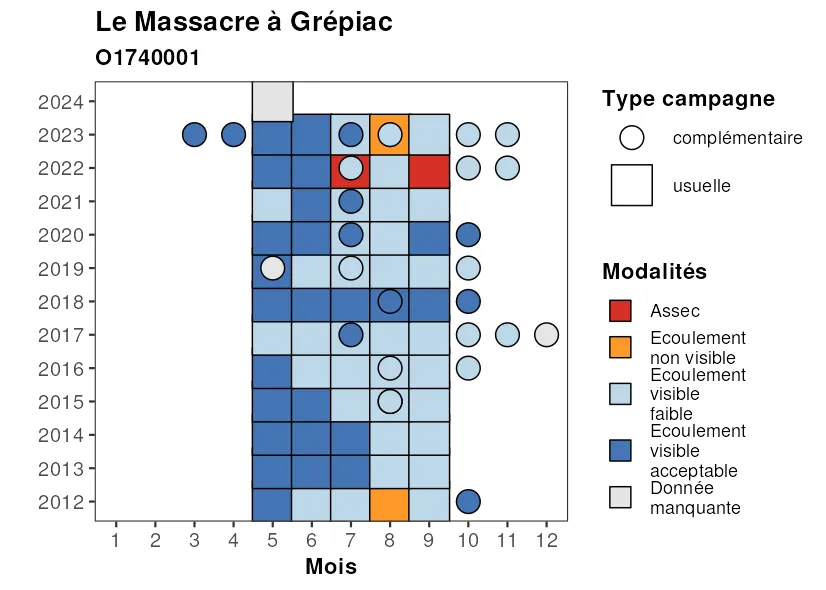 Le Massacre à Grépiac
O1740001
2024
2023
2022
2021
2020
2019
2018
2017
2016
2015
2014
2013
2012
1 2 3 4 5 6 7 8 9 10 11 12
Mois
Type campagne
complémentaire
usuelle
Modalités
Assec
Ecoulement
non visible
Ecoulement
visible
faible
Ecoulement
visible
acceptable
Donnée
manquante